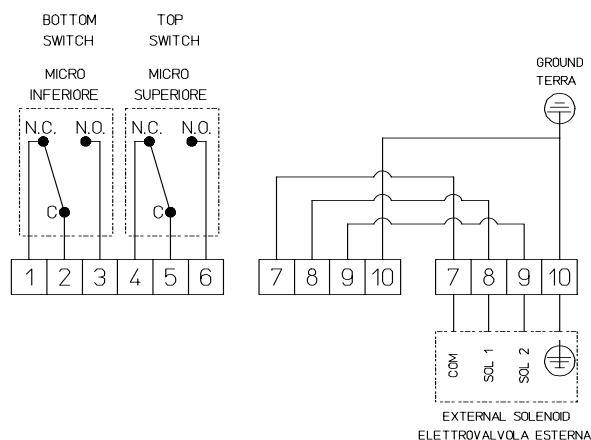 BOTTOM
SWITCH
TOP
SWITCH
MICRO
INFERIORE
MICRO
SUPERIORE
N.C. N.O. N.C. N.O.
C C
1 2 3 4 5 6
GROUND
TERRA
7 8 9 10
7 8 9 10
COM
SOL 1
SOL 2
EXTERNAL SOLENOID
ELETTROVALVOLA ESTERNA